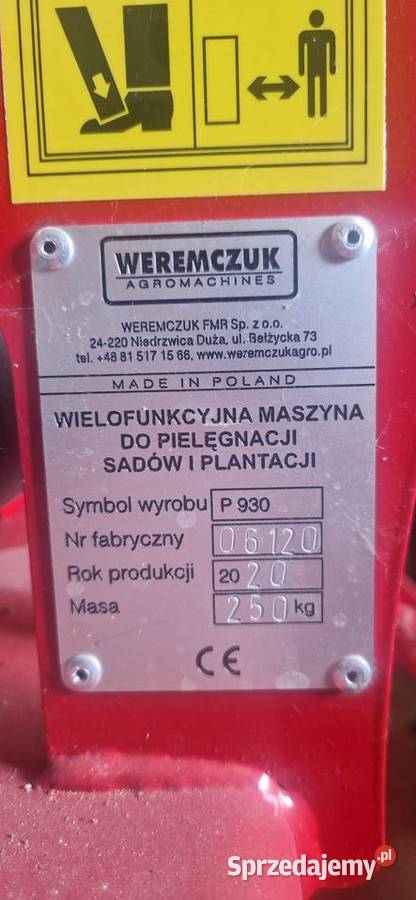 WEREMCZUK
AGROMACHINES
WEREMCZUK FMR Sp. z o.o.
24-220 Niedrzwica Duża, ul. Bełżycka 73
tel. +48 81 517 15 66, www.weremczukagro.pl
MADE IN POLAND
WIELOFUNKCYJNA MASZYNA
DO PIELĘGNACJI
SADÓW I PLANTACJI
Symbol wyrobu P 930
Nr fabryczny 06120
Rok produkcji 2020
Masa 250 kg
CE
Sprzedajemy.pl